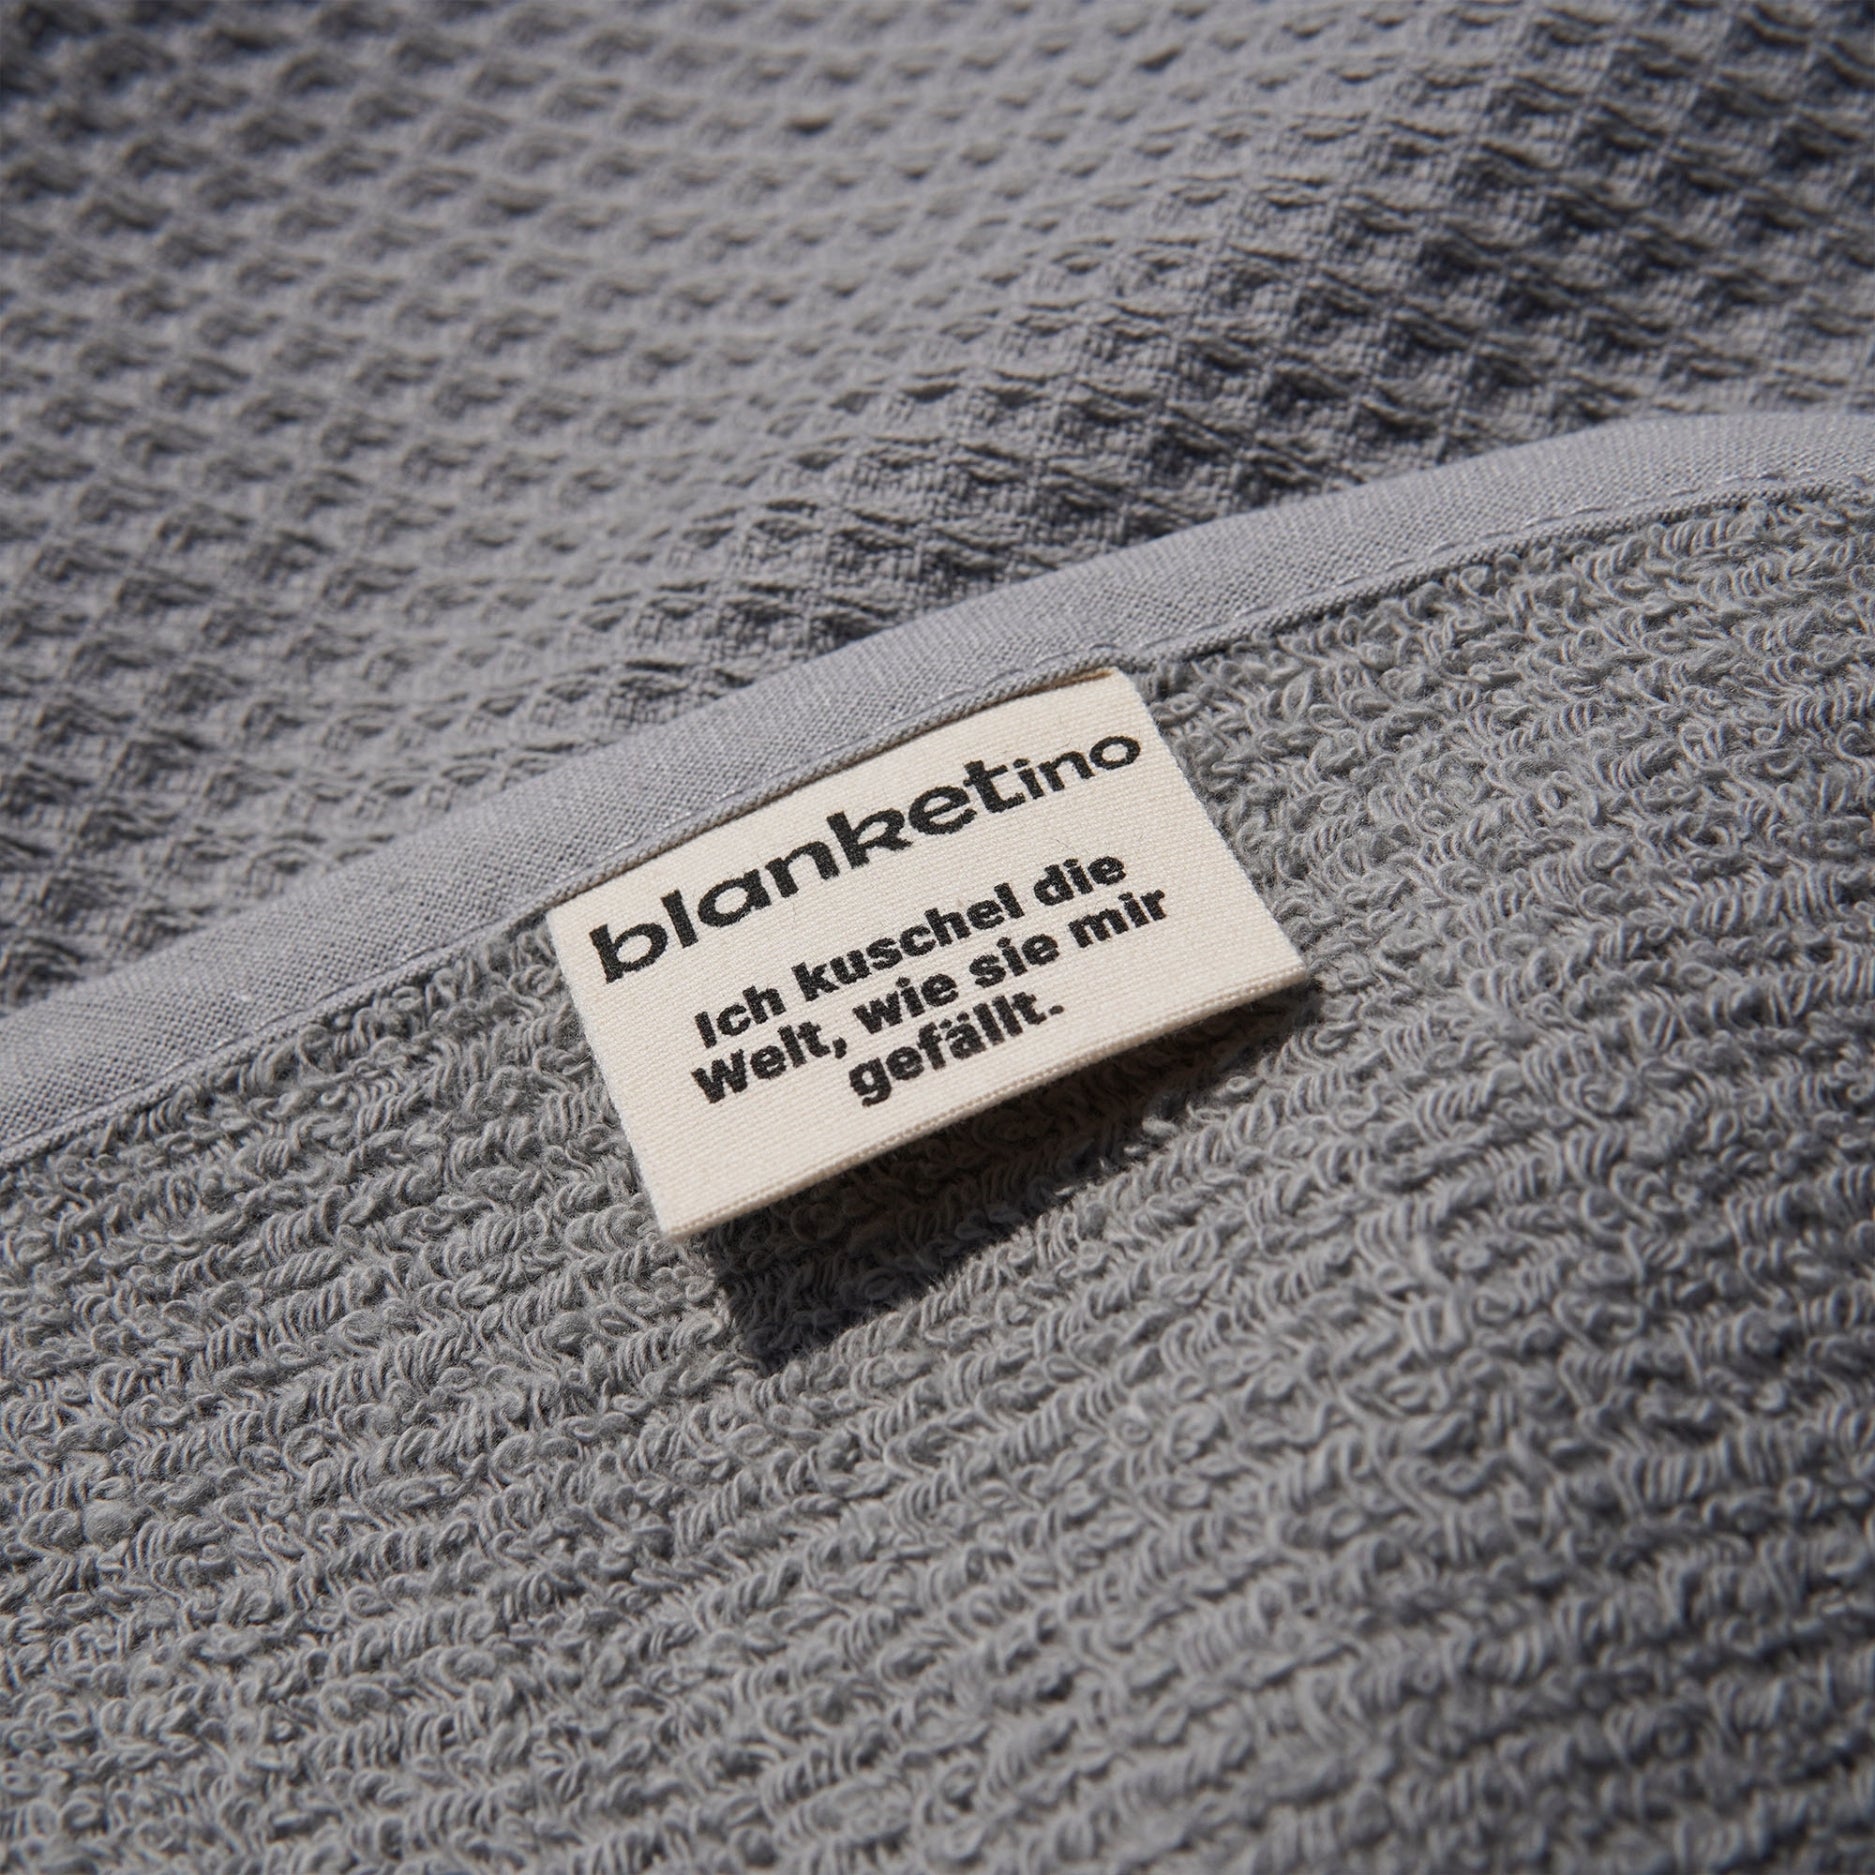 blanketino
Ich kuschel die
Welt, wie sie mir
gefällt.